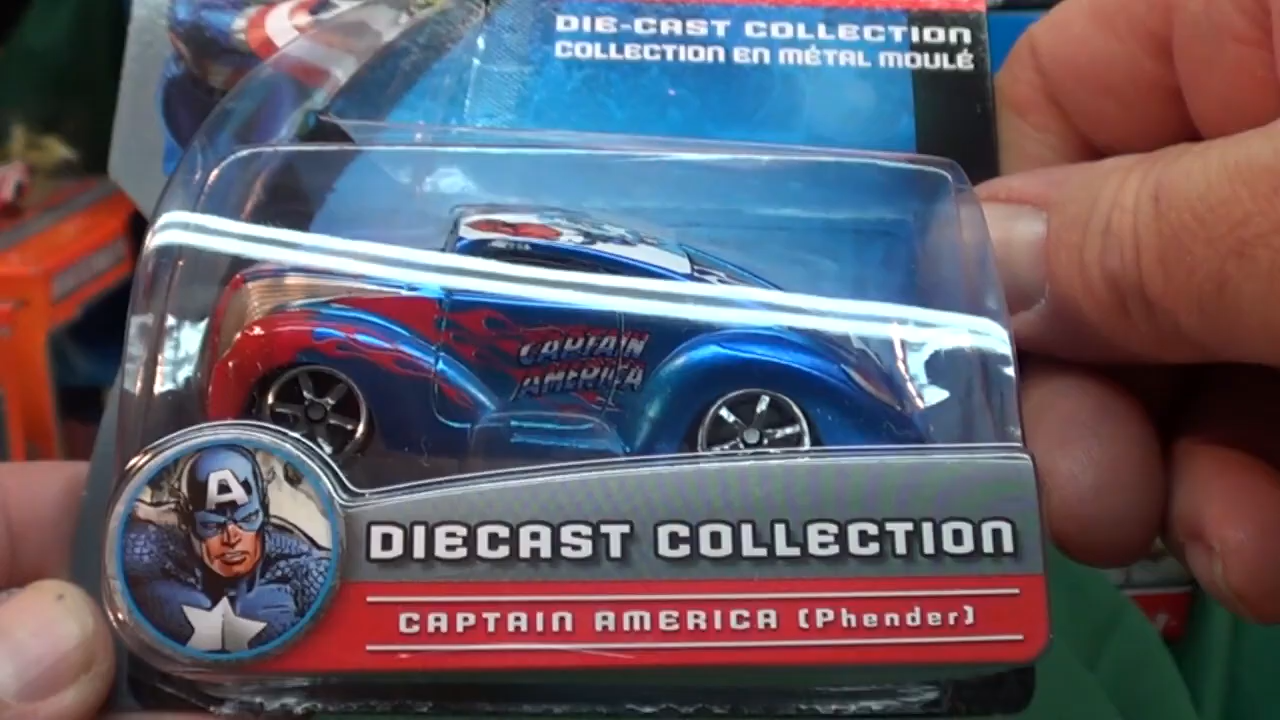 DIE-CAST COLLECTION
COLLECTION EN MÉTAL MOULÉ
CAPTAIN
AMERICA
A
DIECAST COLLECTION
CAPTAIN AMERICA (Phender)